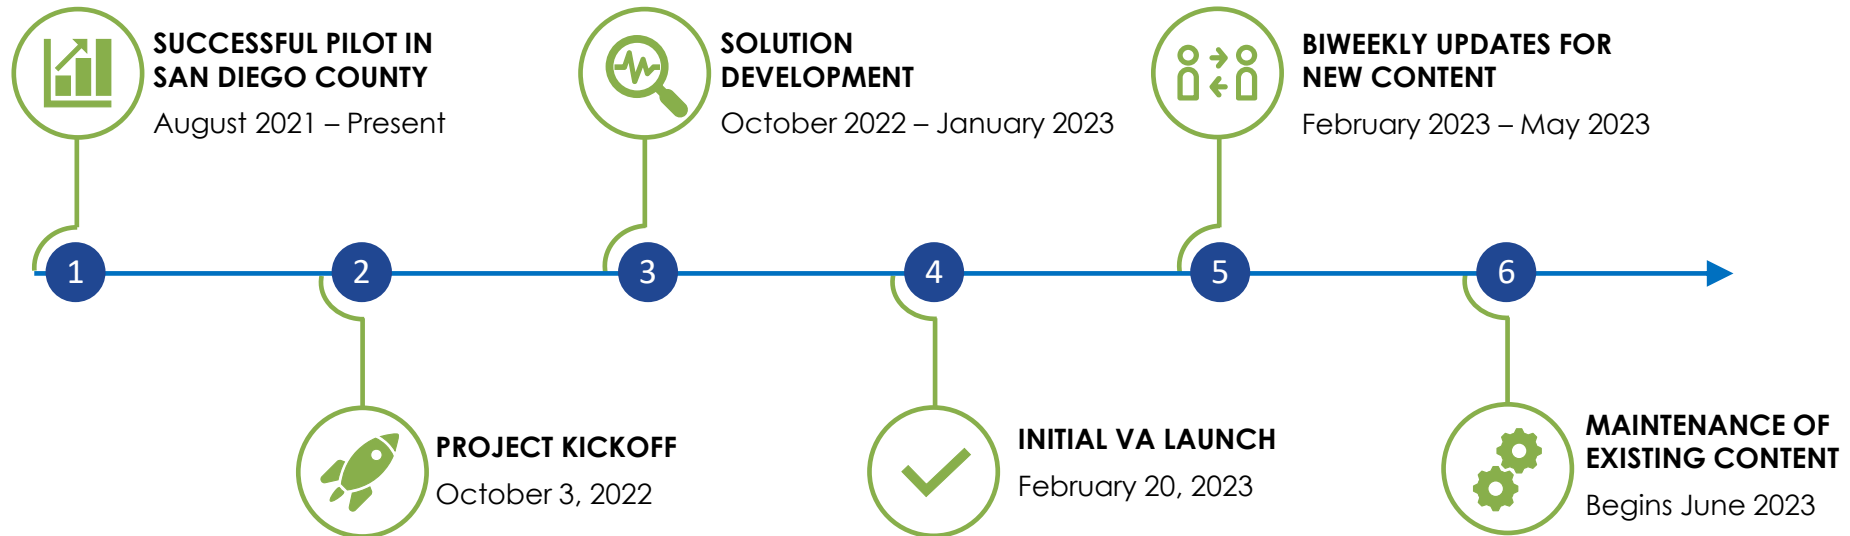 SUCCESSFUL PILOT IN
SAN DIEGO COUNTY
August 2021 – Present
SOLUTION
DEVELOPMENT
October 2022 – January 2023
BIWEEKLY UPDATES FOR
NEW CONTENT
February 2023 – May 2023
1
2
3
4
5
6
PROJECT KICKOFF
October 3, 2022
INITIAL VA LAUNCH
February 20, 2023
MAINTENANCE OF
EXISTING CONTENT
Begins June 2023